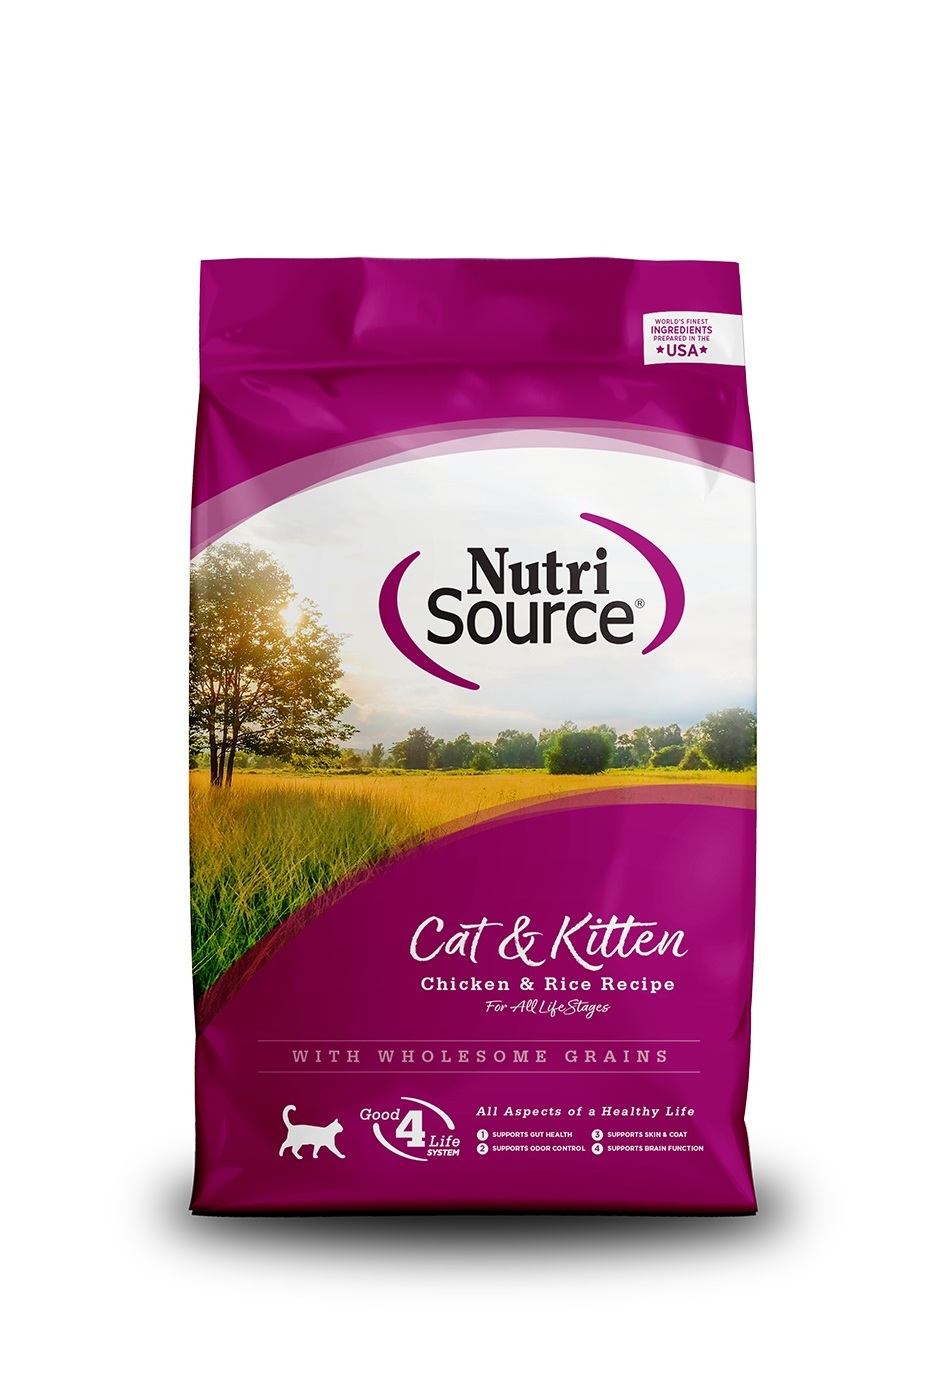 WORLD'S FINEST
INGREDIENTS
PREPARED IN THE
★USA★
Nutri
Source®
Cat & Kitten
Chicken & Rice Recipe
For All Life Stages
WITH WHOLESOME GRAINS
Good 4 Life
SYSTEM
All Aspects of a Healthy Life
1 SUPPORTS GUT HEALTH
2 SUPPORTS ODOR CONTROL
3 SUPPORTS SKIN & COAT
4 SUPPORTS BRAIN FUNCTION